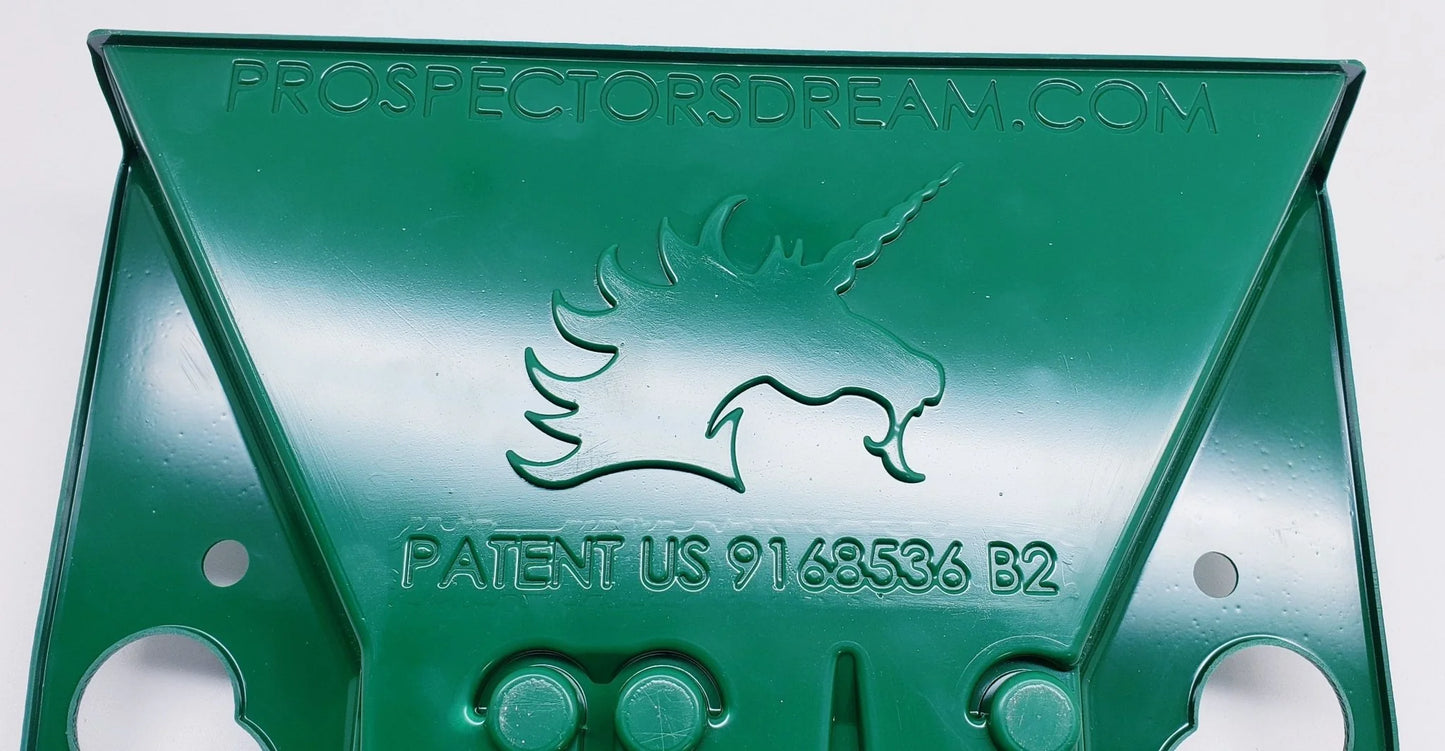 PROSPECTORSDREAM.COM
PATENT US 9168536 B2